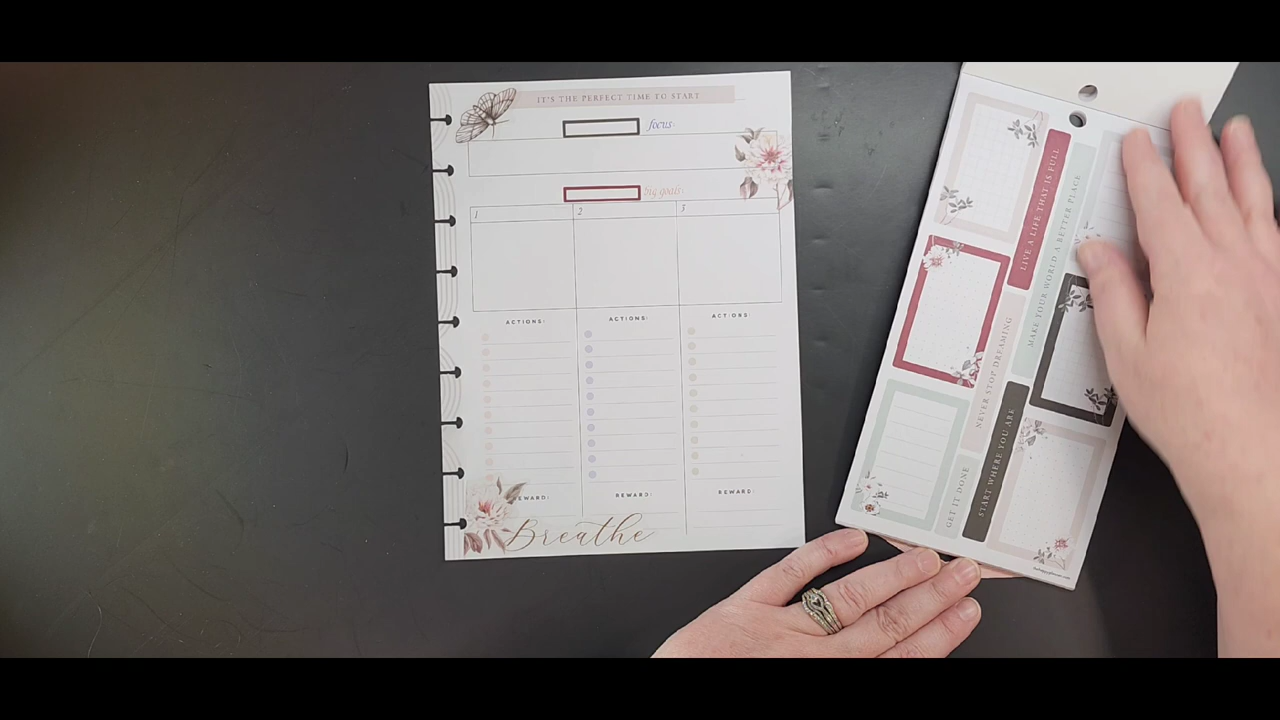 IT'S THE PERFECT TIME TO START
focus:
big goals:
1
2
3
ACTIONS:
ACTIONS:
ACTIONS:
REWARD:
REWARD:
Breathe
LIVE A LIFE THAT IS FULL
MAKE YOUR WORLD A BETTER PLACE
NEVER STOP DREAMING
START WHERE YOU ARE
GET IT DONE